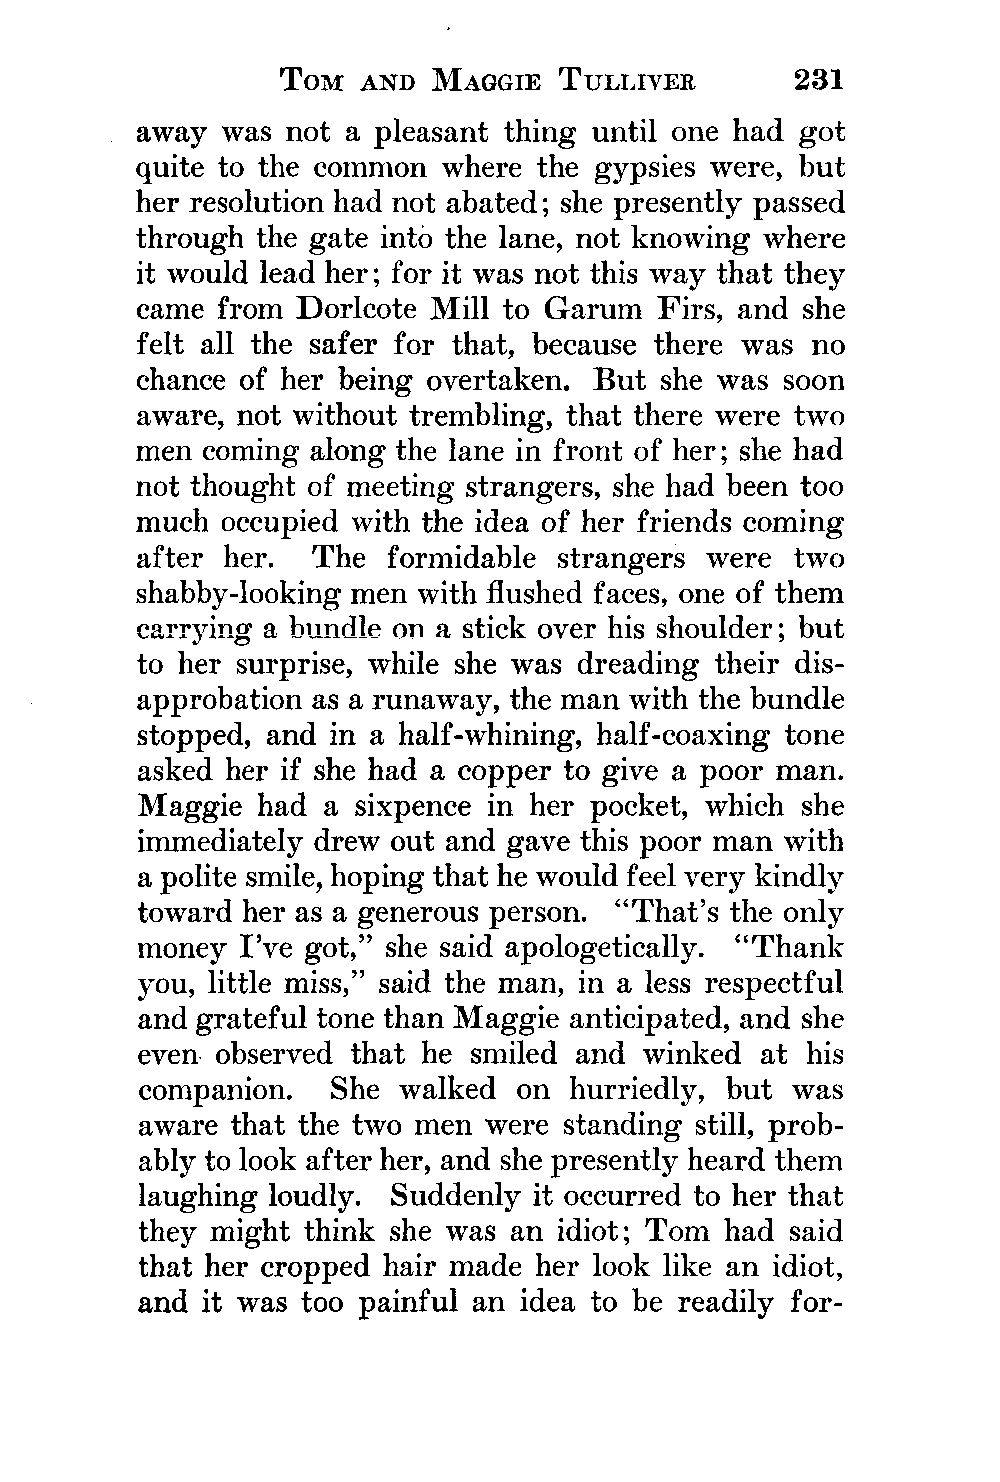 TOM AND MAGGIE TULLIVER 231
away was not a pleasant thing until one had got
quite to the common where the gypsies were, but
her resolution had not abated; she presently passed
through the gate into the lane, not knowing where
it would lead her; for it was not this way that they
came from Dorlcote Mill to Garum Firs, and she
felt all the safer for that, because there was no
chance of her being overtaken. But she was soon
aware, not without trembling, that there were two
men coming along the lane in front of her; she had
not thought of meeting strangers, she had been too
much occupied with the idea of her friends coming
after her. The formidable strangers were two
shabby-looking men with flushed faces, one of them
carrying a bundle on a stick over his shoulder; but
to her surprise, while she was dreading their dis-
approbation as a runaway, the man with the bundle
stopped, and in a half-whining, half-coaxing tone
asked her if she had a copper to give a poor man.
Maggie had a sixpence in her pocket, which she
immediately drew out and gave this poor man with
a polite smile, hoping that he would feel very kindly
toward her as a generous person. “That’s the only
money I’ve got,” she said apologetically. “Thank
you, little miss,” said the man, in a less respectful
and grateful tone than Maggie anticipated, and she
even observed that he smiled and winked at his
companion. She walked on hurriedly, but was
aware that the two men were standing still, prob-
ably to look after her, and she presently heard them
laughing loudly. Suddenly it occurred to her that
they might think she was an idiot; Tom had said
that her cropped hair made her look like an idiot,
and it was too painful an idea to be readily for-